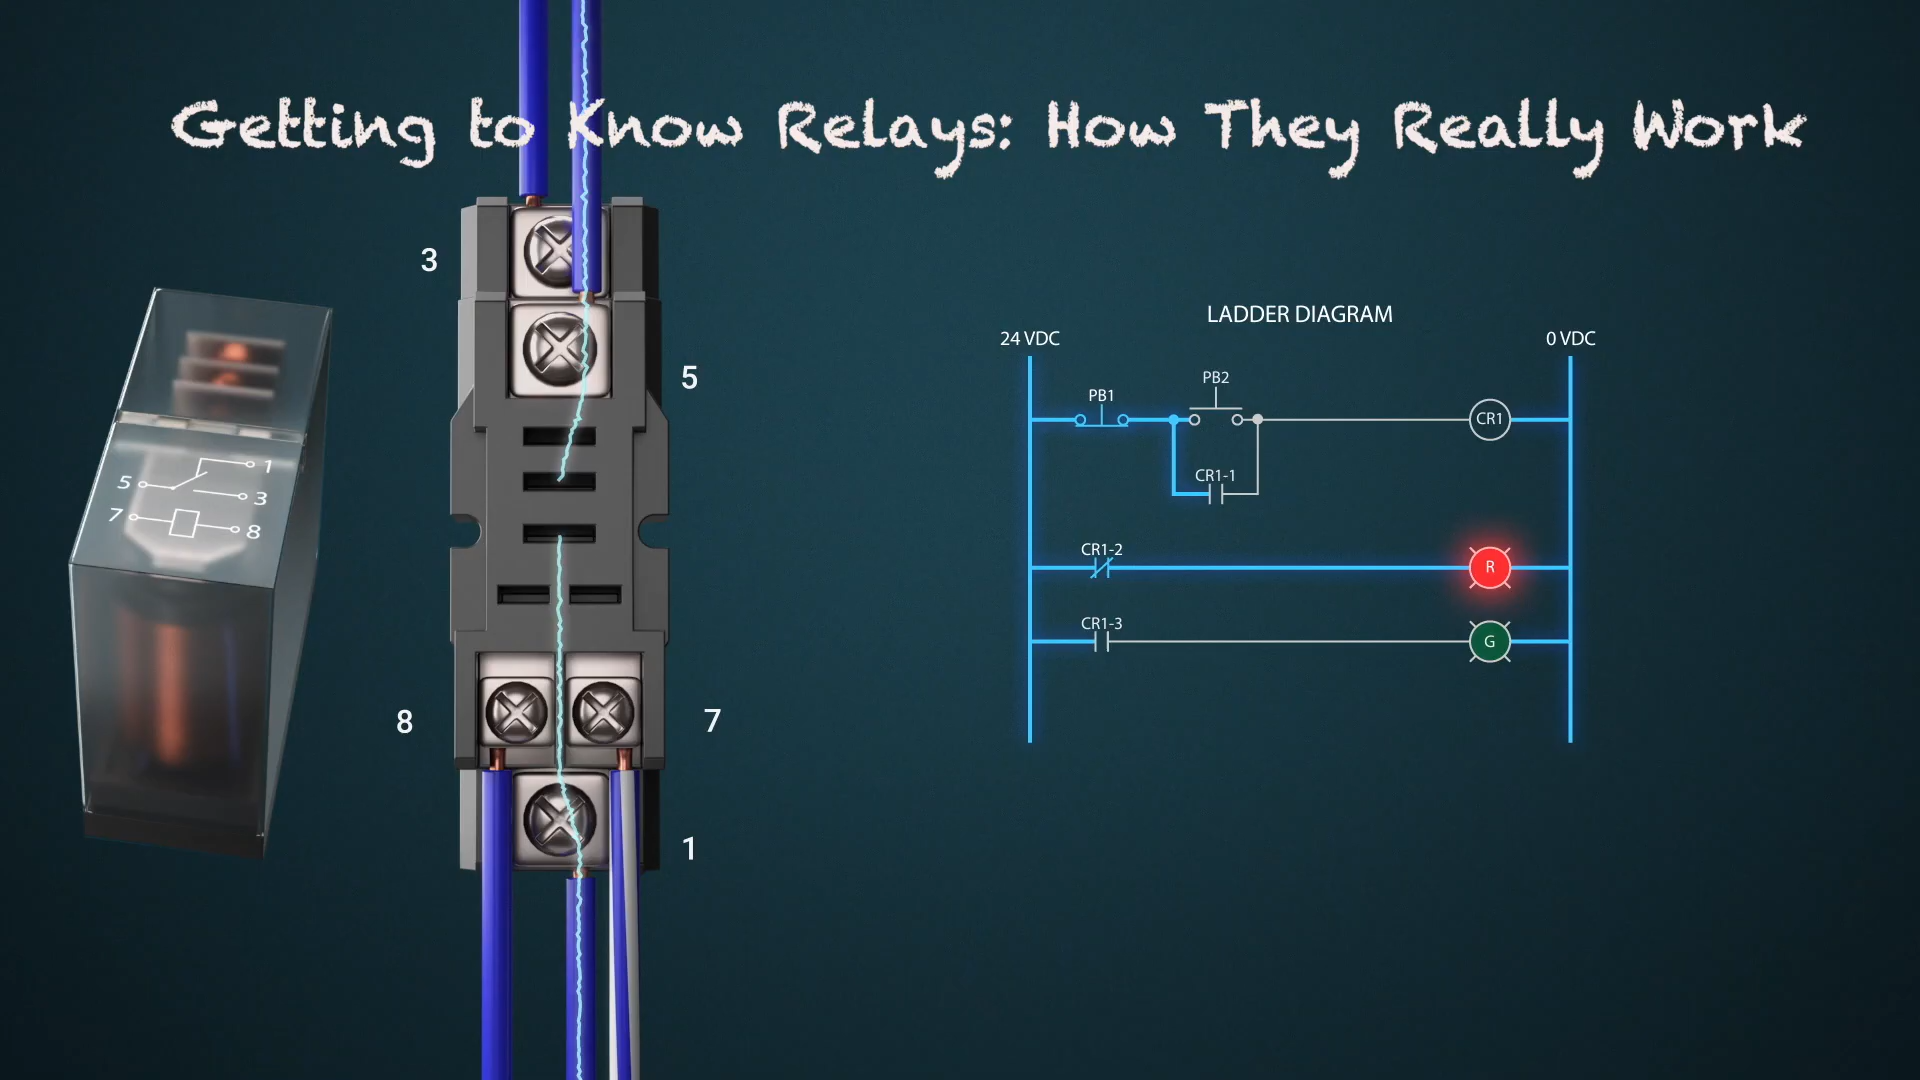 Getting to Know Relays: How They Really Work
3
5
8
7
1
1
5
3
7
8
LADDER DIAGRAM
24 VDC
0 VDC
PB1
PB2
CR1
CR1-1
CR1-2
R
CR1-3
G